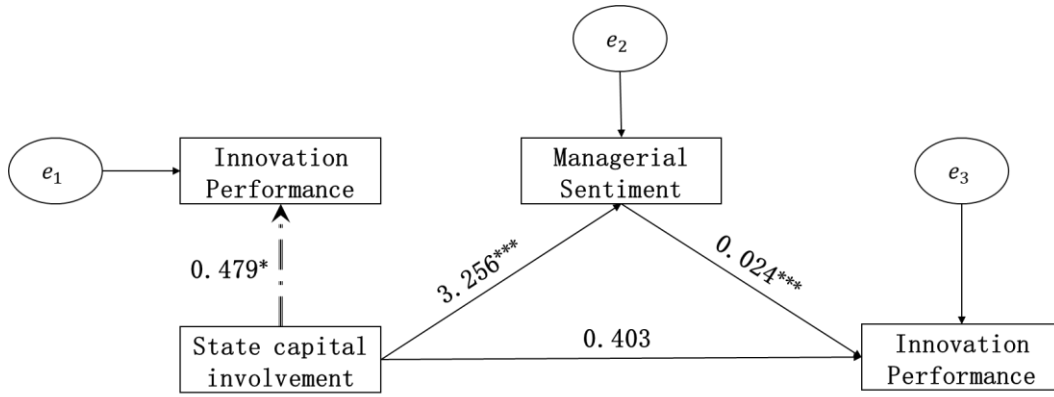 e₂
e₁
Innovation
Performance
Managerial
Sentiment
e₃
0.479*
3.256***
0.024***
State capital
involvement
0.403
Innovation
Performance